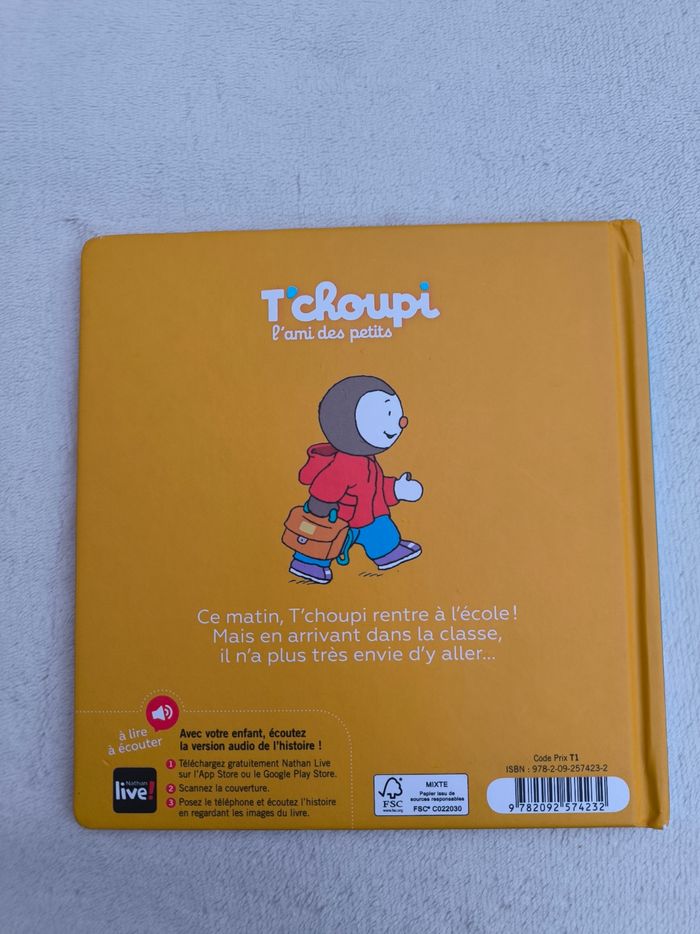 T'choupi
l'ami des petits
Ce matin, T'choupi rentre à l'école !
Mais en arrivant dans la classe,
il n'a plus très envie d'y aller...
à lire
à écouter
Avec votre enfant, écoutez
la version audio de l'histoire !
1 Téléchargez gratuitement Nathan Live
sur l'App Store ou le Google Play Store.
2 Scannez la couverture.
3 Posez le téléphone et écoutez l'histoire
en regardant les images du livre.
Nathan
live!
FSC
www.fsc.org
MIXTE
Papier issu de
sources responsables
FSC® C022030
Code Prix T1
ISBN : 978-2-09-257423-2
9 782092 574232